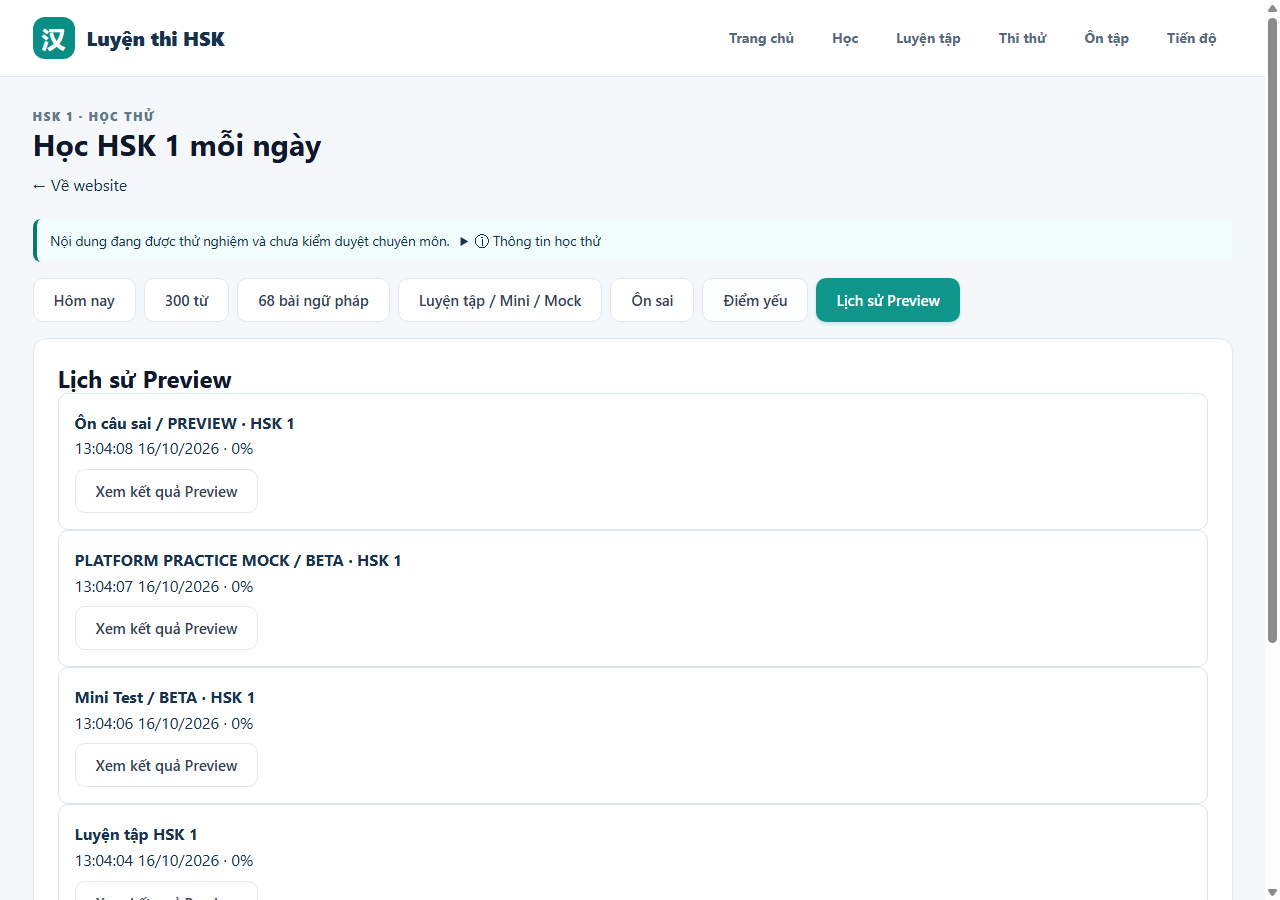 汉 Luyện thi HSK
Trang chủ Học Luyện tập Thi thử Ôn tập Tiến độ
HSK 1 · HỌC THỬ
Học HSK 1 mỗi ngày
← Về website
Nội dung đang được thử nghiệm và chưa kiểm duyệt chuyên môn. ▶ ⓘ Thông tin học thử
Hôm nay 300 từ 68 bài ngữ pháp Luyện tập / Mini / Mock Ôn sai Điểm yếu Lịch sử Preview
Lịch sử Preview
Ôn câu sai / PREVIEW · HSK 1
13:04:08 16/10/2026 · 0%
Xem kết quả Preview
PLATFORM PRACTICE MOCK / BETA · HSK 1
13:04:07 16/10/2026 · 0%
Xem kết quả Preview
Mini Test / BETA · HSK 1
13:04:06 16/10/2026 · 0%
Xem kết quả Preview
Luyện tập HSK 1
13:04:04 16/10/2026 · 0%